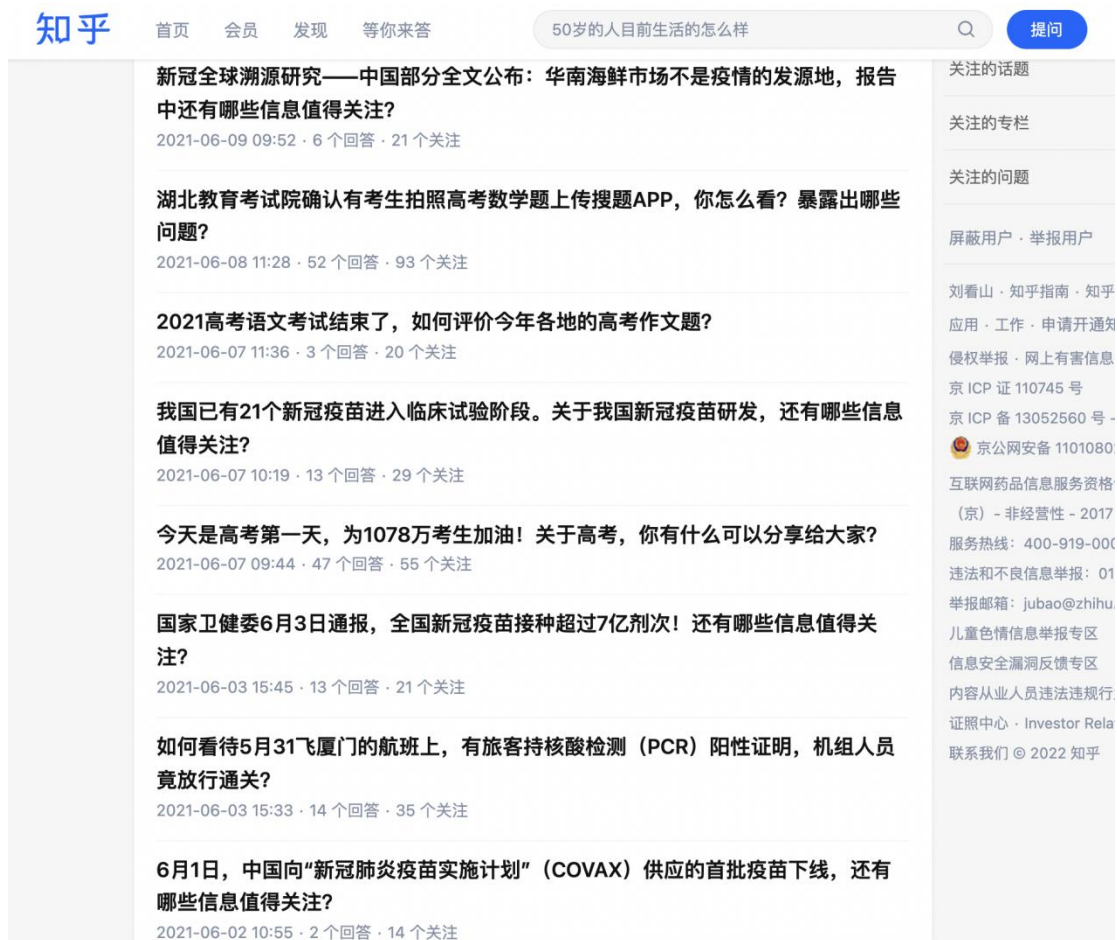 知乎
首页 会员 发现 等你来答
50岁的人目前生活的怎么样
提问
新冠全球溯源研究——中国部分全文公布：华南海鲜市场不是疫情的发源地，报告
中还有哪些信息值得关注？
2021-06-09 09:52 · 6 个回答 · 21 个关注
湖北教育考试院确认有考生拍照高考数学题上传搜题APP，你怎么看？暴露出哪些
问题？
2021-06-08 11:28 · 52 个回答 · 93 个关注
2021高考语文考试结束了，如何评价今年各地的高考作文题？
2021-06-07 11:36 · 3 个回答 · 20 个关注
我国已有21个新冠疫苗进入临床试验阶段。关于我国新冠疫苗研发，还有哪些信息
值得关注？
2021-06-07 10:19 · 13 个回答 · 29 个关注
今天是高考第一天，为1078万考生加油！关于高考，你有什么可以分享给大家？
2021-06-07 09:44 · 47 个回答 · 55 个关注
国家卫健委6月3日通报，全国新冠疫苗接种超过7亿剂次！还有哪些信息值得关
注？
2021-06-03 15:45 · 13 个回答 · 21 个关注
如何看待5月31飞厦门的航班上，有旅客持核酸检测（PCR）阳性证明，机组人员
竟放行通关？
2021-06-03 15:33 · 14 个回答 · 35 个关注
6月1日，中国向“新冠肺炎疫苗实施计划”（COVAX）供应的首批疫苗下线，还有
哪些信息值得关注？
2021-06-02 10:55 · 2 个回答 · 14 个关注
关注的话题
关注的专栏
关注的问题
屏蔽用户 · 举报用户
刘看山 · 知乎指南 · 知乎
应用 · 工作 · 申请开通知
侵权举报 · 网上有害信息
京 ICP 证 110745 号
京 ICP 备 13052560 号 -
京公网安备 1101080
互联网药品信息服务资格
（京）- 非经营性 - 2017
服务热线：400-919-000
违法和不良信息举报：01
举报邮箱：jubao@zhihu.
儿童色情信息举报专区
信息安全漏洞反馈专区
内容从业人员违法违规行
证照中心 · Investor Rela
联系我们 © 2022 知乎